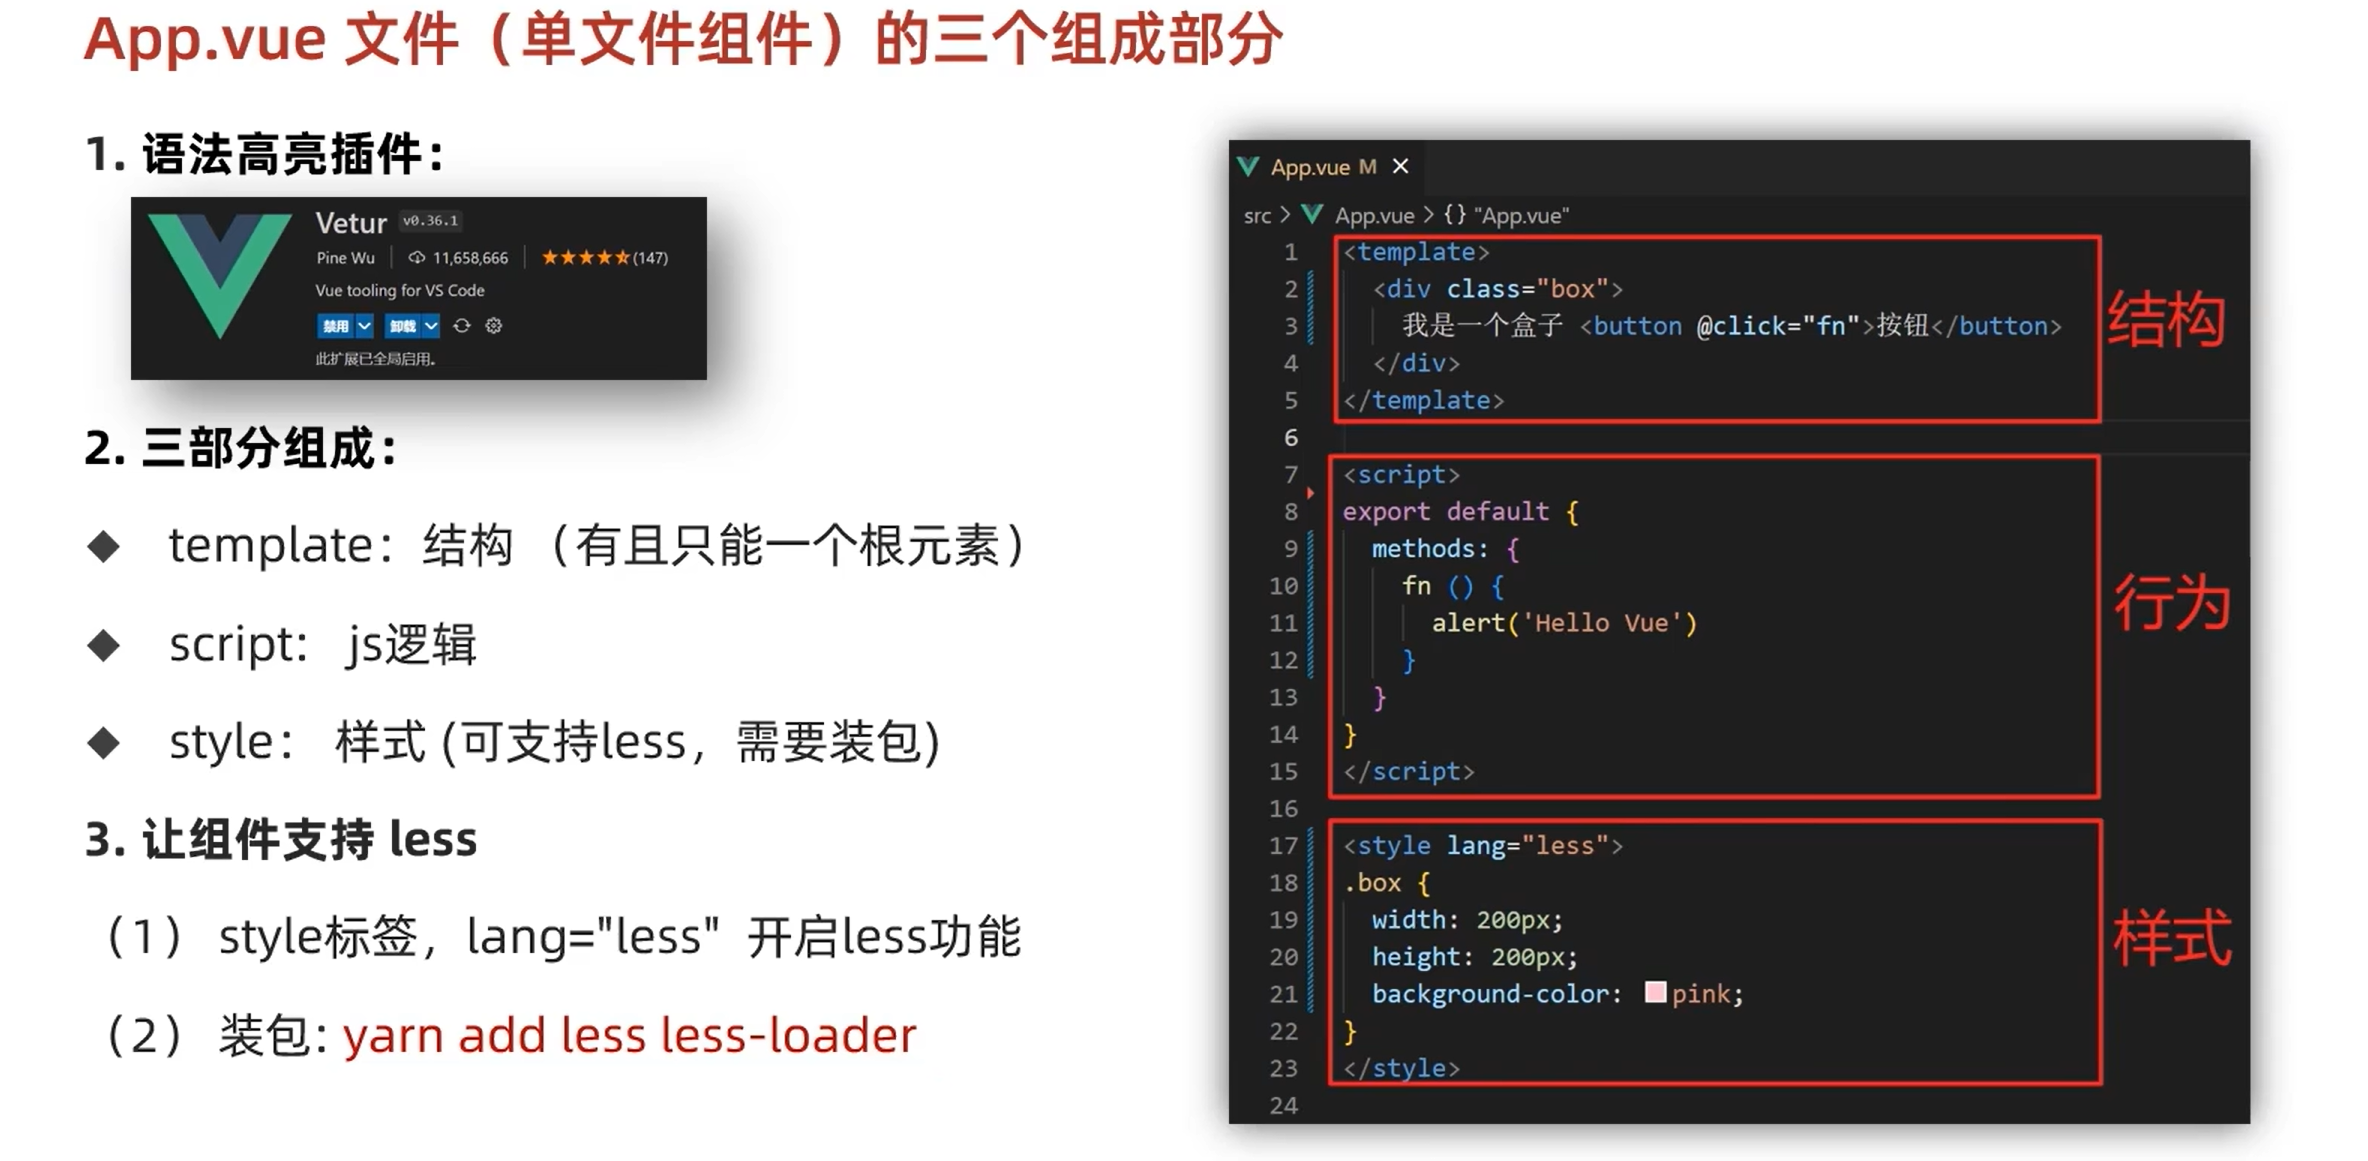 App.vue 文件（单文件组件）的三个组成部分
1. 语法高亮插件：
Vetur v0.36.1
Pine Wu 11,658,666 ★★★★⯨(147)
Vue tooling for VS Code
禁用 卸载
此扩展已全局启用。
2. 三部分组成：
◆ template：结构 （有且只能一个根元素）
◆ script: js逻辑
◆ style： 样式 (可支持less，需要装包)
3. 让组件支持 less
（1） style标签，lang="less" 开启less功能
（2） 装包: yarn add less less-loader
App.vue M ×
src > App.vue > {} "App.vue"
1 <template>
2 <div class="box">
3 我是一个盒子 <button @click="fn">按钮</button>
4 </div>
5 </template>
结构
6
7 <script>
8 export default {
9 methods: {
10 fn () {
11 alert('Hello Vue')
12 }
13 }
14 }
15 </script>
行为
16
17 <style lang="less">
18 .box {
19 width: 200px;
20 height: 200px;
21 background-color: pink;
22 }
23 </style>
样式
24